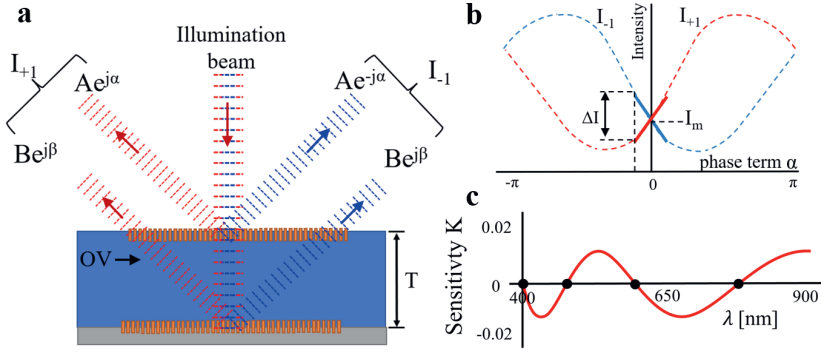 a
Illumination
beam
I+1
Ae^jα
Be^jβ
Ae^-jα
I-1
Be^jβ
OV
T
b
I-1
Intensity
I+1
ΔI
Im
phase term α
-π
0
π
c
Sensitivty K
0.02
0
-0.02
400
650
900
λ [nm]